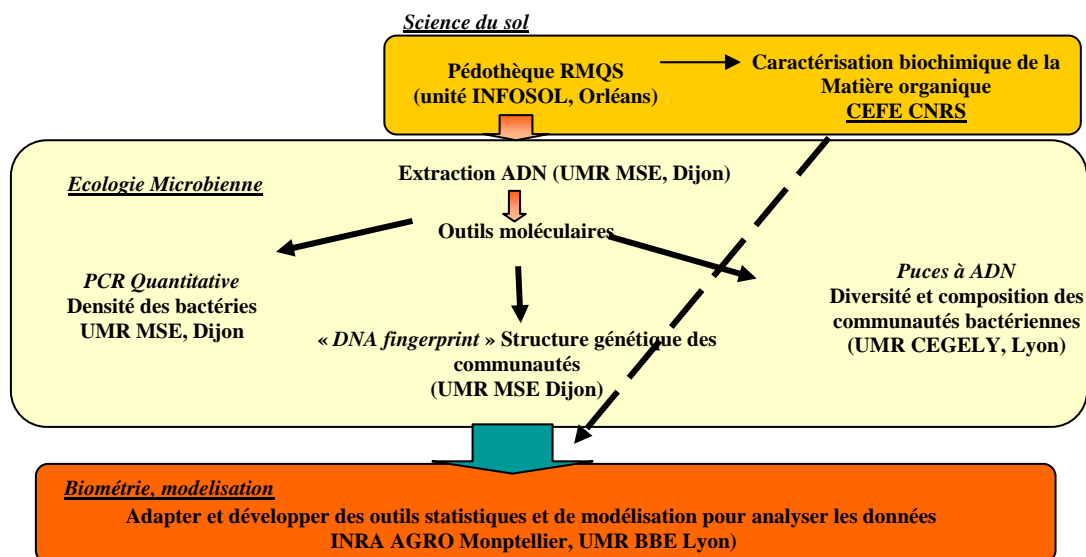 Science du sol
Pédothèque RMQS
(unité INFOSOL, Orléans)
Caractérisation biochimique de la
Matière organique
CEFE CNRS
Ecologie Microbienne
Extraction ADN (UMR MSE, Dijon)
Outils moléculaires
PCR Quantitative
Densité des bactéries
UMR MSE, Dijon
« DNA fingerprint » Structure génétique des
communautés
(UMR MSE Dijon)
Puces à ADN
Diversité et composition des
communautés bactériennes
(UMR CEGELY, Lyon)
Biométrie, modelisation
Adapter et développer des outils statistiques et de modélisation pour analyser les données
INRA AGRO Monptellier, UMR BBE Lyon)